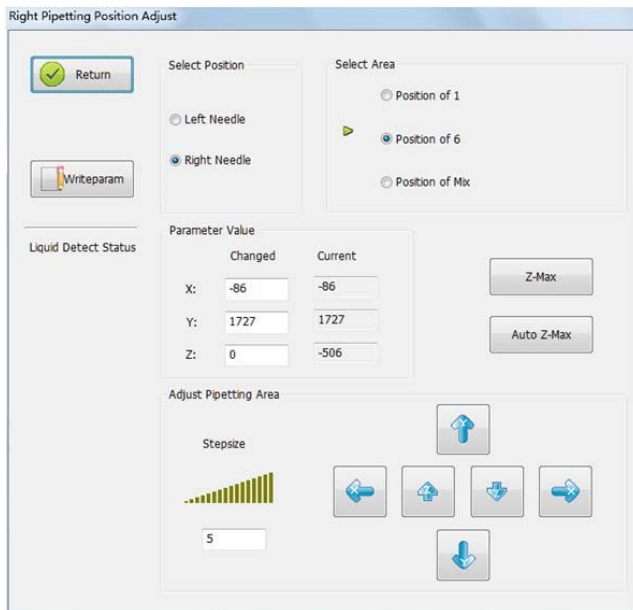 Right Pipetting Position Adjust
Return
Writeparam
Liquid Detect Status
Select Position
Left Needle
Right Needle
Select Area
Position of 1
Position of 6
Position of Mix
Parameter Value
Changed Current
X: -86 -86
Y: 1727 1727
Z: 0 -506
Z-Max
Auto Z-Max
Adjust Pipetting Area
Stepsize
5
Y
X Z Z X
Y